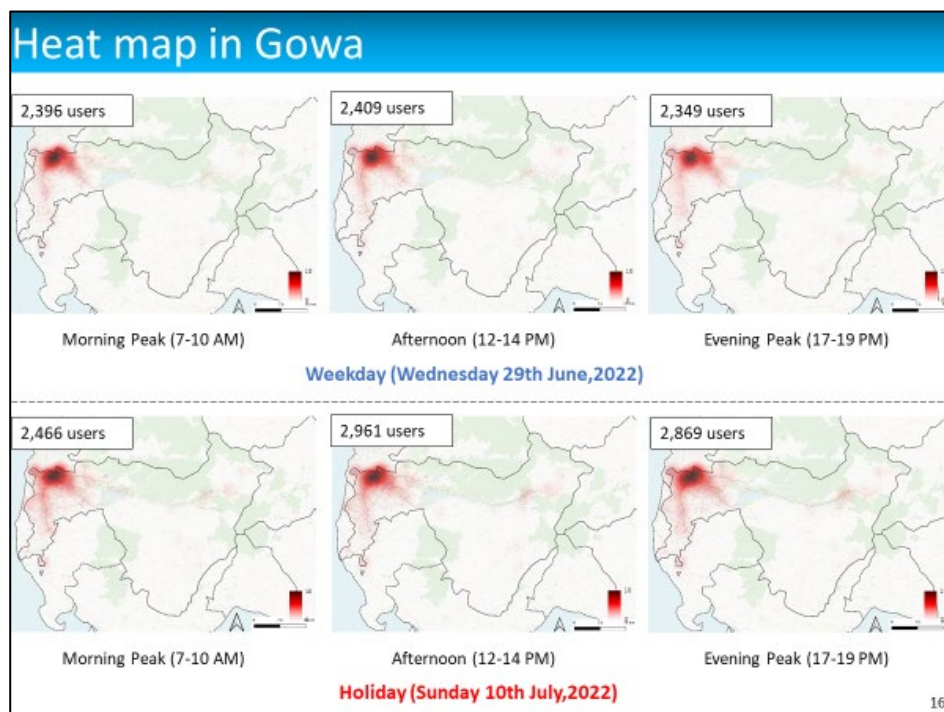 Heat map in Gowa
2,396 users
2,409 users
2,349 users
Morning Peak (7-10 AM)
Afternoon (12-14 PM)
Evening Peak (17-19 PM)
Weekday (Wednesday 29th June,2022)
2,466 users
2,961 users
2,869 users
Morning Peak (7-10 AM)
Afternoon (12-14 PM)
Evening Peak (17-19 PM)
Holiday (Sunday 10th July,2022)
16